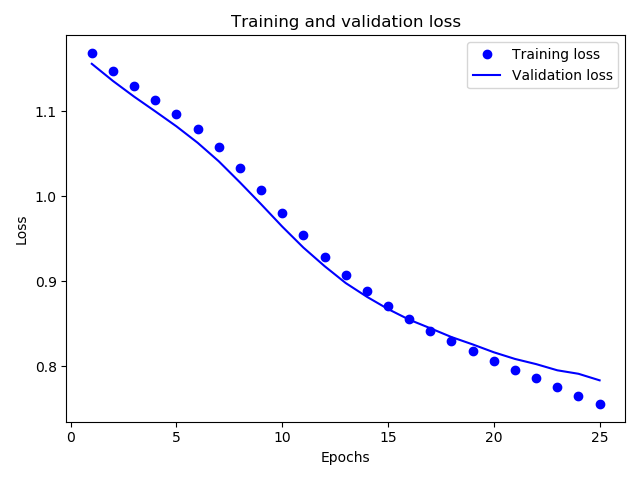 Training and validation loss
Training loss
Validation loss
1.1
1.0
0.9
0.8
Loss
0
5
10
15
20
25
Epochs